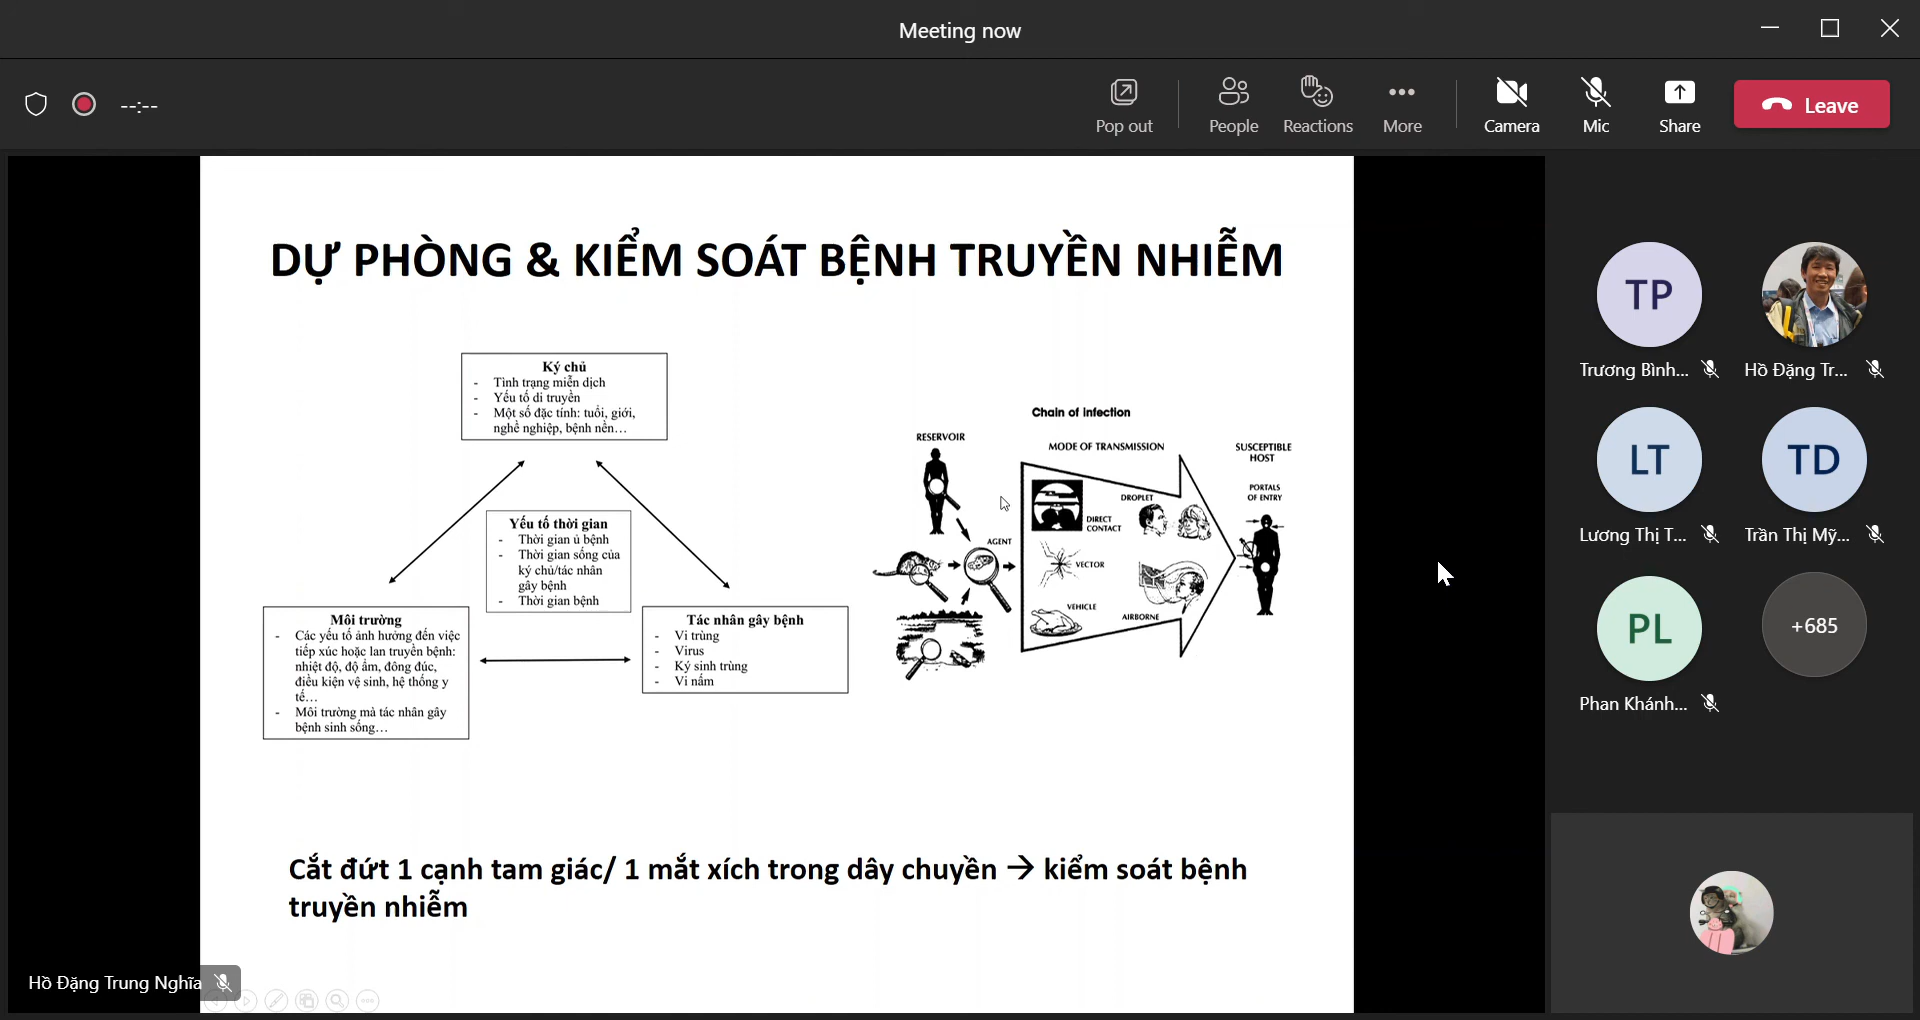 Meeting now
--:--
Pop out
People
Reactions
More
Camera
Mic
Share
Leave
DỰ PHÒNG & KIỂM SOÁT BỆNH TRUYỀN NHIỄM
Ký chủ
- Tình trạng miễn dịch
- Yếu tố di truyền
- Một số đặc tính: tuổi, giới,
nghề nghiệp, bệnh nền…
Yếu tố thời gian
- Thời gian ủ bệnh
- Thời gian sống của
ký chủ/tác nhân
gây bệnh
- Thời gian bệnh
Môi trường
- Các yếu tố ảnh hưởng đến việc
tiếp xúc hoặc lan truyền bệnh:
nhiệt độ, độ ẩm, đông đúc,
điều kiện vệ sinh, hệ thống y
tế…
- Môi trường mà tác nhân gây
bệnh sinh sống…
Tác nhân gây bệnh
- Vi trùng
- Virus
- Ký sinh trùng
- Vi nấm
Chain of infection
RESERVOIR
MODE OF TRANSMISSION
SUSCEPTIBLE
HOST
PORTALS
OF ENTRY
DROPLET
DIRECT
CONTACT
AGENT
VECTOR
VEHICLE
AIRBORNE
Cắt đứt 1 cạnh tam giác/ 1 mắt xích trong dây chuyền → kiểm soát bệnh
truyền nhiễm
Hồ Đặng Trung Nghĩa
TP
Trương Bình...
Hồ Đặng Tr...
LT
Lương Thị T...
TD
Trần Thị Mỹ...
PL
Phan Khánh...
+685